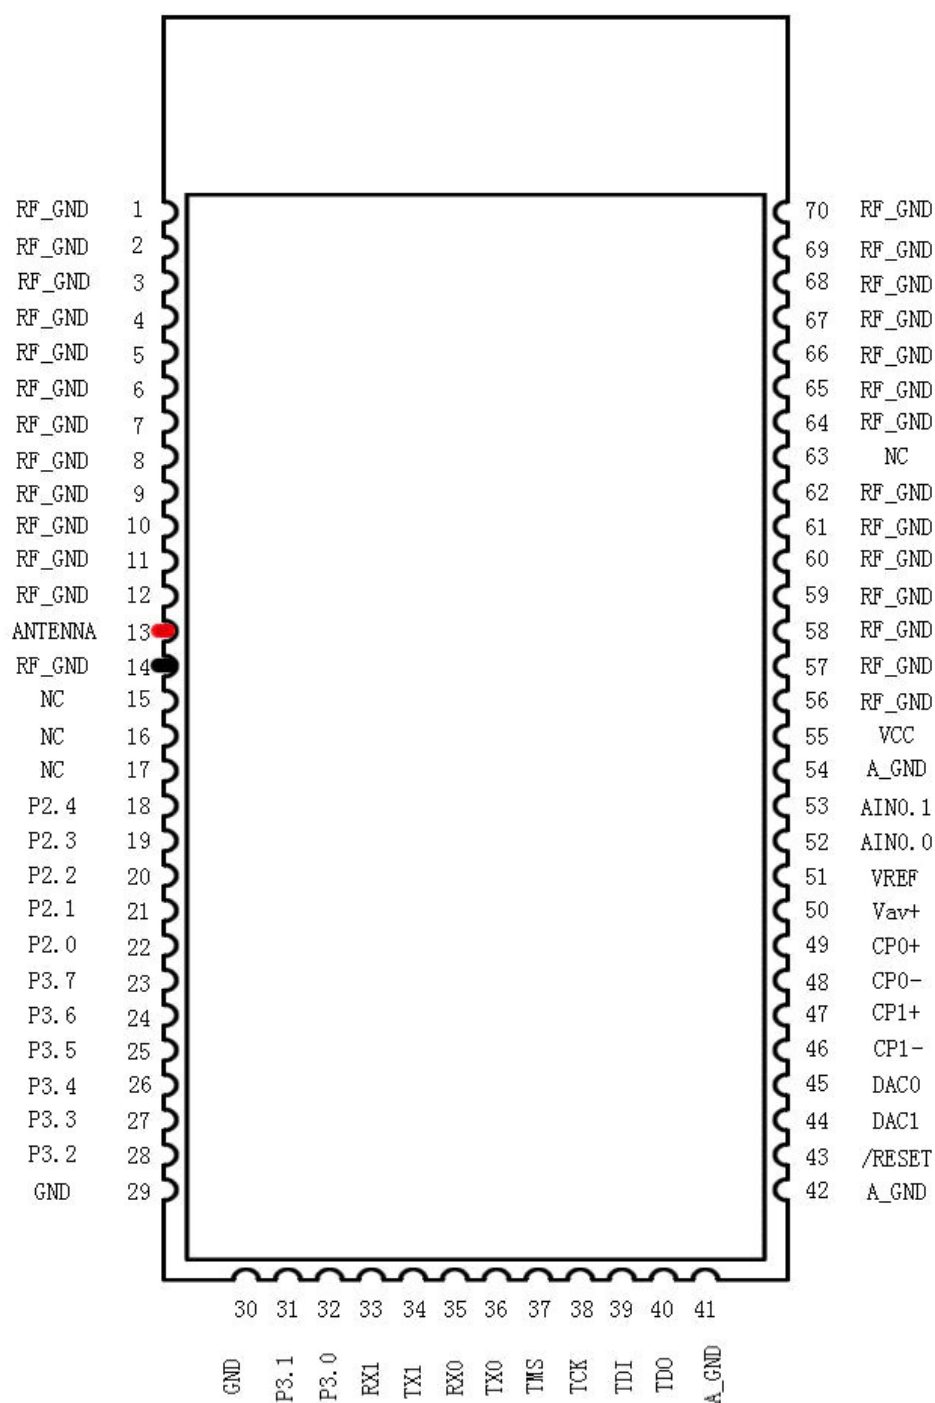 RF_GND 1 70 RF_GND
RF_GND 2 69 RF_GND
RF_GND 3 68 RF_GND
RF_GND 4 67 RF_GND
RF_GND 5 66 RF_GND
RF_GND 6 65 RF_GND
RF_GND 7 64 RF_GND
RF_GND 8 63 NC
RF_GND 9 62 RF_GND
RF_GND 10 61 RF_GND
RF_GND 11 60 RF_GND
RF_GND 12 59 RF_GND
ANTENNA 13 58 RF_GND
RF_GND 14 57 RF_GND
NC 15 56 RF_GND
NC 16 55 VCC
NC 17 54 A_GND
P2.4 18 53 AIN0.1
P2.3 19 52 AIN0.0
P2.2 20 51 VREF
P2.1 21 50 Vav+
P2.0 22 49 CP0+
P3.7 23 48 CP0-
P3.6 24 47 CP1+
P3.5 25 46 CP1-
P3.4 26 45 DAC0
P3.3 27 44 DAC1
P3.2 28 43 /RESET
GND 29 42 A_GND
30 31 32 33 34 35 36 37 38 39 40 41
GND P3.1 P3.0 RX1 TX1 RX0 TX0 TMS TCK TDI TDO A_GND